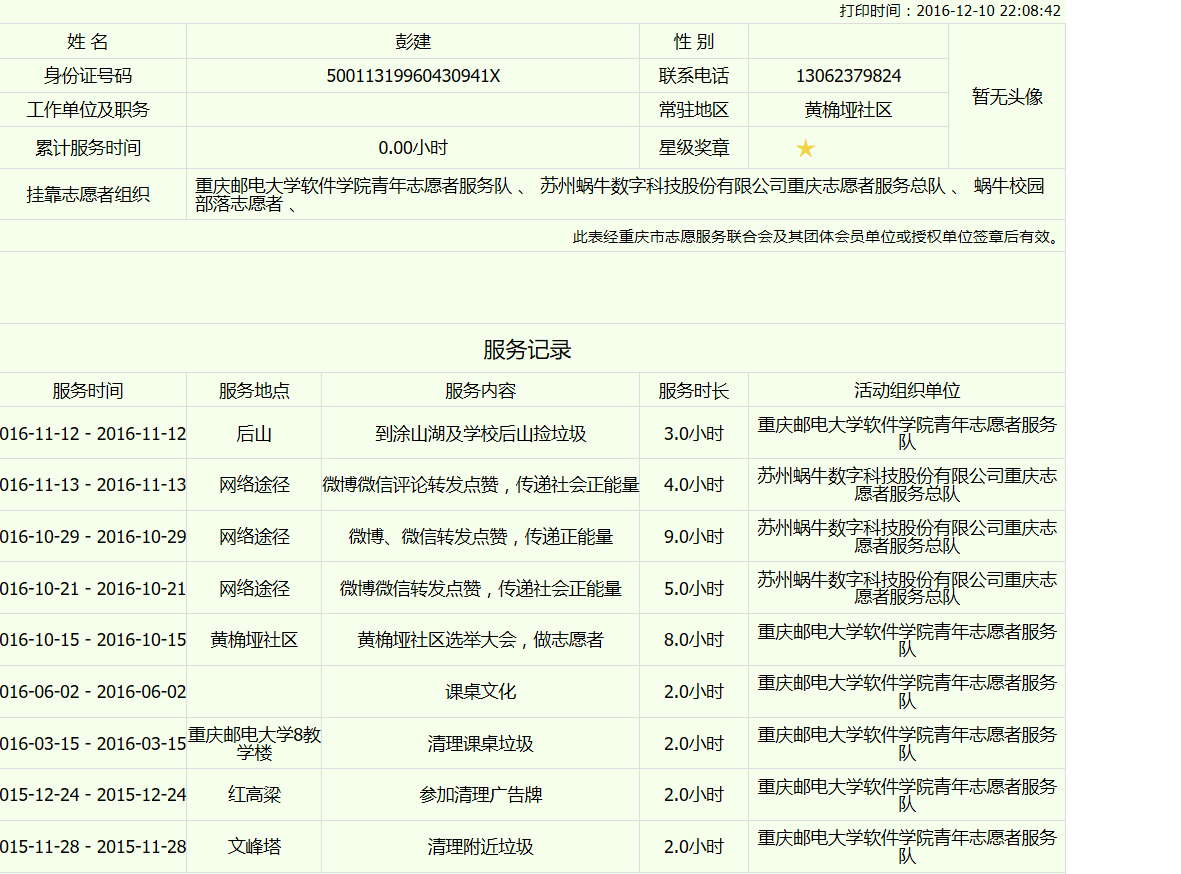 打印时间：2016-12-10 22:08:42
姓 名 彭建 性 别
身份证号码 50011319960430941X 联系电话 13062379824
暂无头像
工作单位及职务 常驻地区 黄桷垭社区
累计服务时间 0.00小时 星级奖章
挂靠志愿者组织 重庆邮电大学软件学院青年志愿者服务队 、 苏州蜗牛数字科技股份有限公司重庆志愿者服务总队 、 蜗牛校园
部落志愿者 、
此表经重庆市志愿服务联合会及其团体会员单位或授权单位签章后有效。
服务记录
服务时间 服务地点 服务内容 服务时长 活动组织单位
016-11-12 - 2016-11-12 后山 到涂山湖及学校后山捡垃圾 3.0小时 重庆邮电大学软件学院青年志愿者服务
队
016-11-13 - 2016-11-13 网络途径 微博微信评论转发点赞，传递社会正能量 4.0小时 苏州蜗牛数字科技股份有限公司重庆志
愿者服务总队
016-10-29 - 2016-10-29 网络途径 微博、微信转发点赞，传递正能量 9.0小时 苏州蜗牛数字科技股份有限公司重庆志
愿者服务总队
016-10-21 - 2016-10-21 网络途径 微博微信转发点赞，传递社会正能量 5.0小时 苏州蜗牛数字科技股份有限公司重庆志
愿者服务总队
016-10-15 - 2016-10-15 黄桷垭社区 黄桷垭社区选举大会，做志愿者 8.0小时 重庆邮电大学软件学院青年志愿者服务
队
016-06-02 - 2016-06-02 课桌文化 2.0小时 重庆邮电大学软件学院青年志愿者服务
队
016-03-15 - 2016-03-15 重庆邮电大学8教 清理课桌垃圾 2.0小时 重庆邮电大学软件学院青年志愿者服务
学楼 队
015-12-24 - 2015-12-24 红高粱 参加清理广告牌 2.0小时 重庆邮电大学软件学院青年志愿者服务
队
015-11-28 - 2015-11-28 文峰塔 清理附近垃圾 2.0小时 重庆邮电大学软件学院青年志愿者服务
队